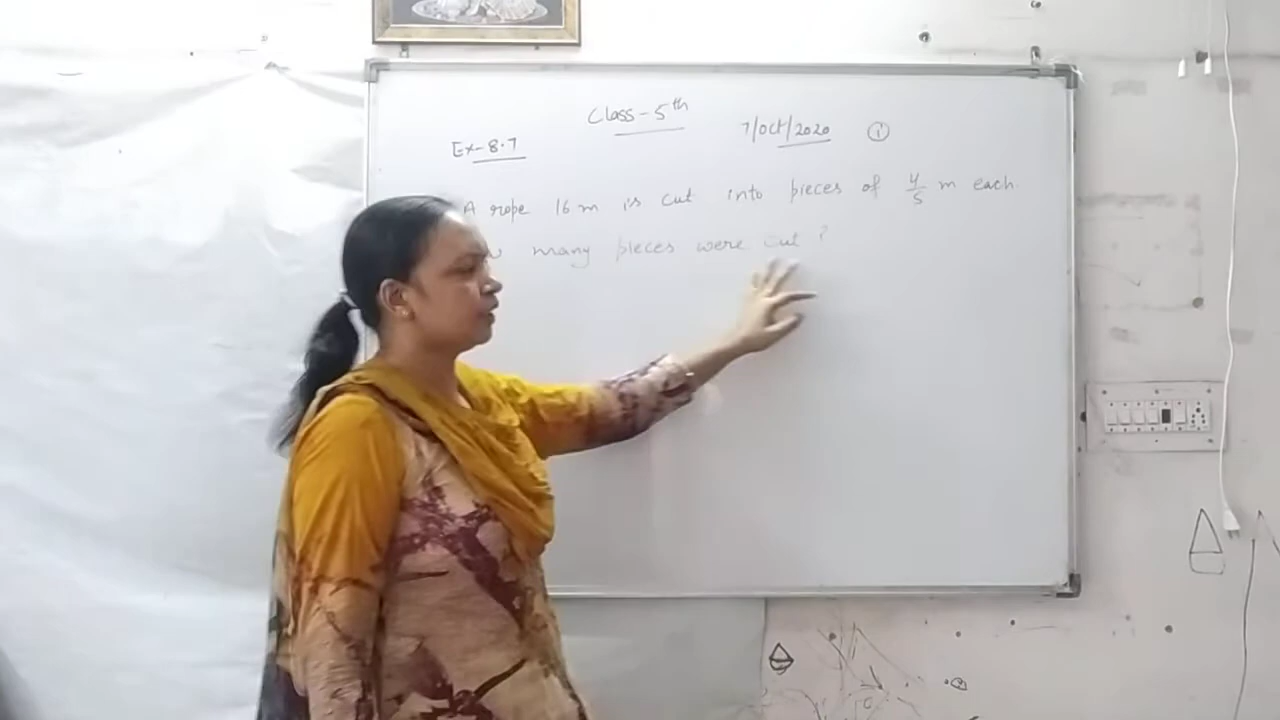 Class - 5th
7/Oct/2020 1
Ex-8.7
A rope 16 m is cut into pieces of 4/5 m each.
many pieces were cut ?